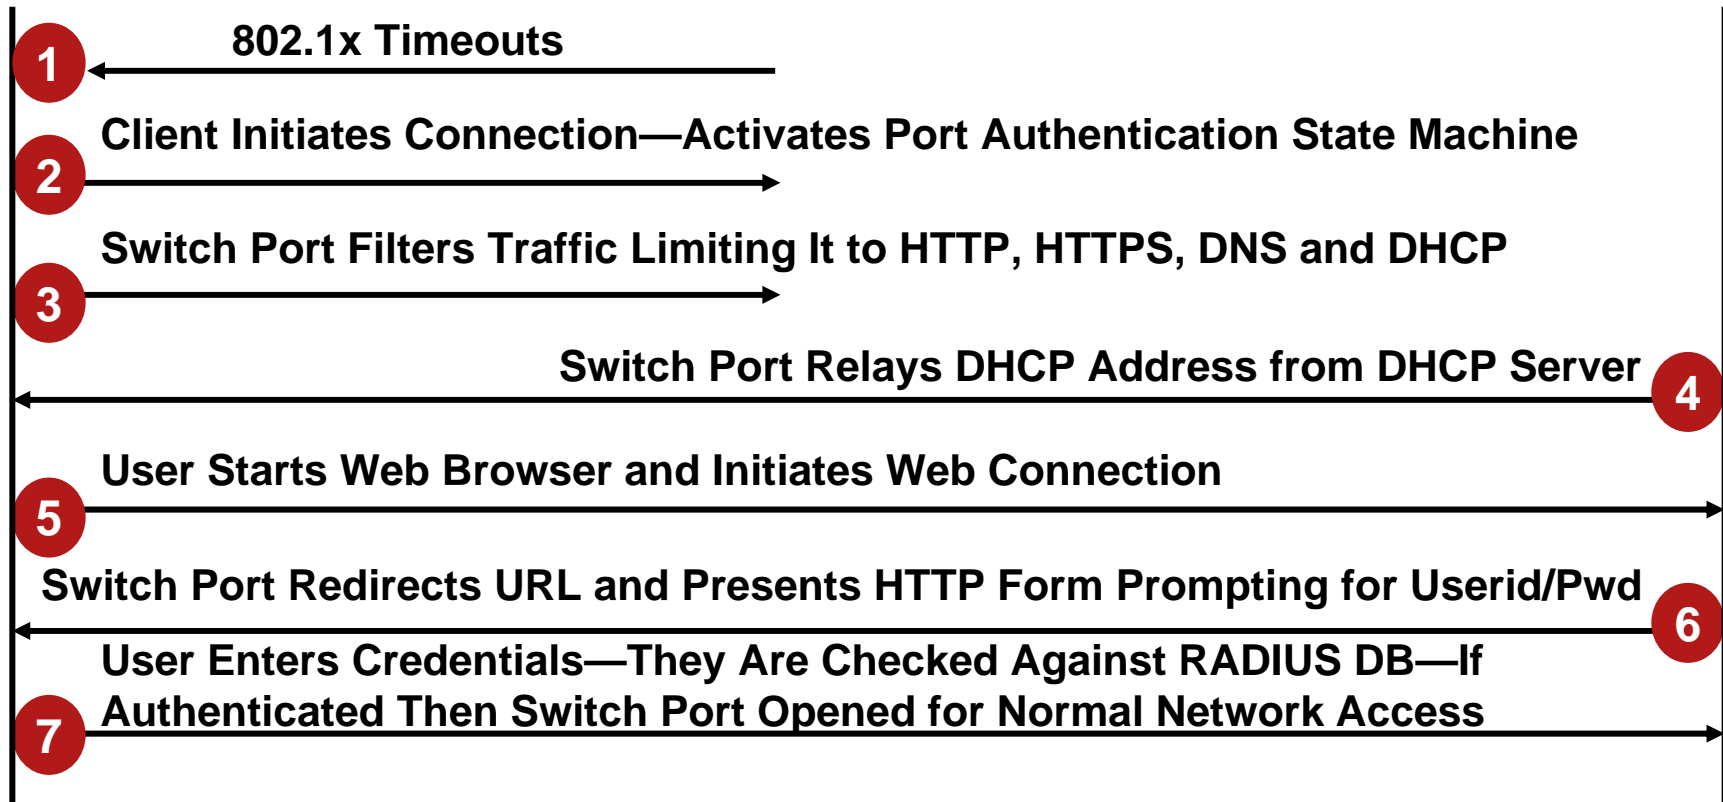 802.1x Timeouts
1
Client Initiates Connection—Activates Port Authentication State Machine
2
Switch Port Filters Traffic Limiting It to HTTP, HTTPS, DNS and DHCP
3
Switch Port Relays DHCP Address from DHCP Server
4
User Starts Web Browser and Initiates Web Connection
5
Switch Port Redirects URL and Presents HTTP Form Prompting for Userid/Pwd
6
User Enters Credentials—They Are Checked Against RADIUS DB—If
Authenticated Then Switch Port Opened for Normal Network Access
7